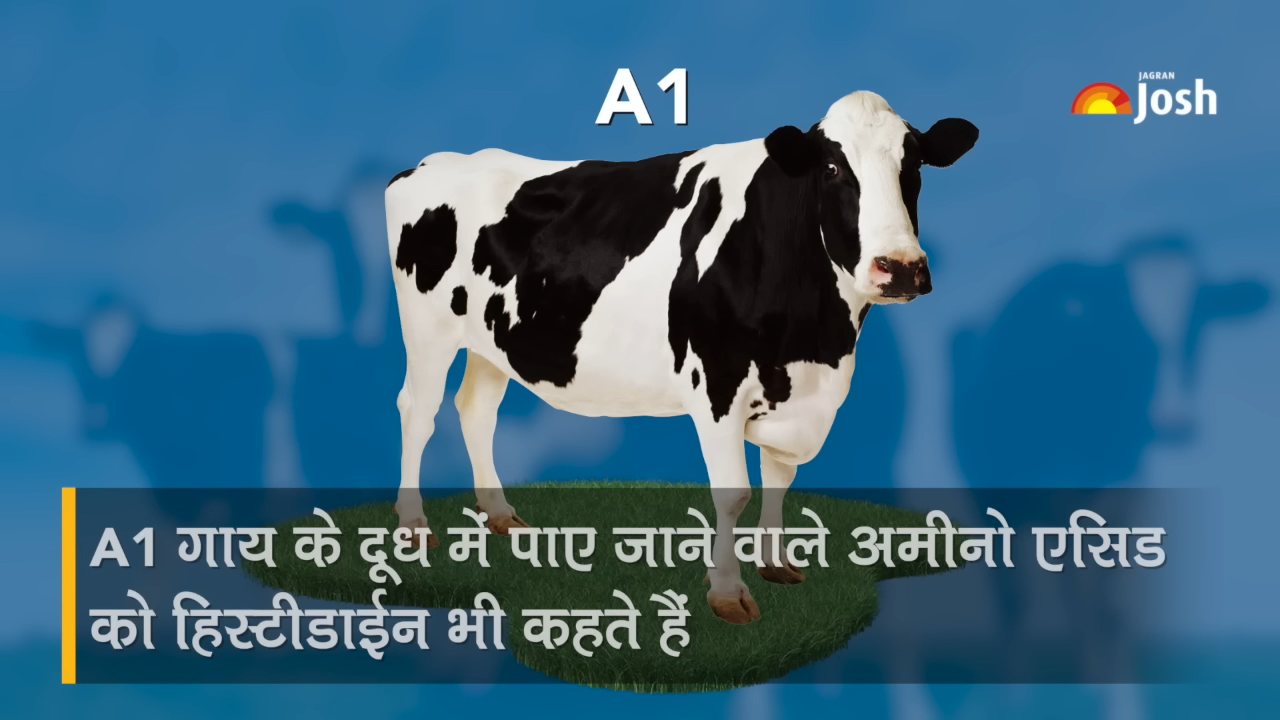 A1
JAGRAN
Josh
A1 गाय के दूध में पाए जाने वाले अमीनो एसिड
को हिस्टीडाईन भी कहते हैं